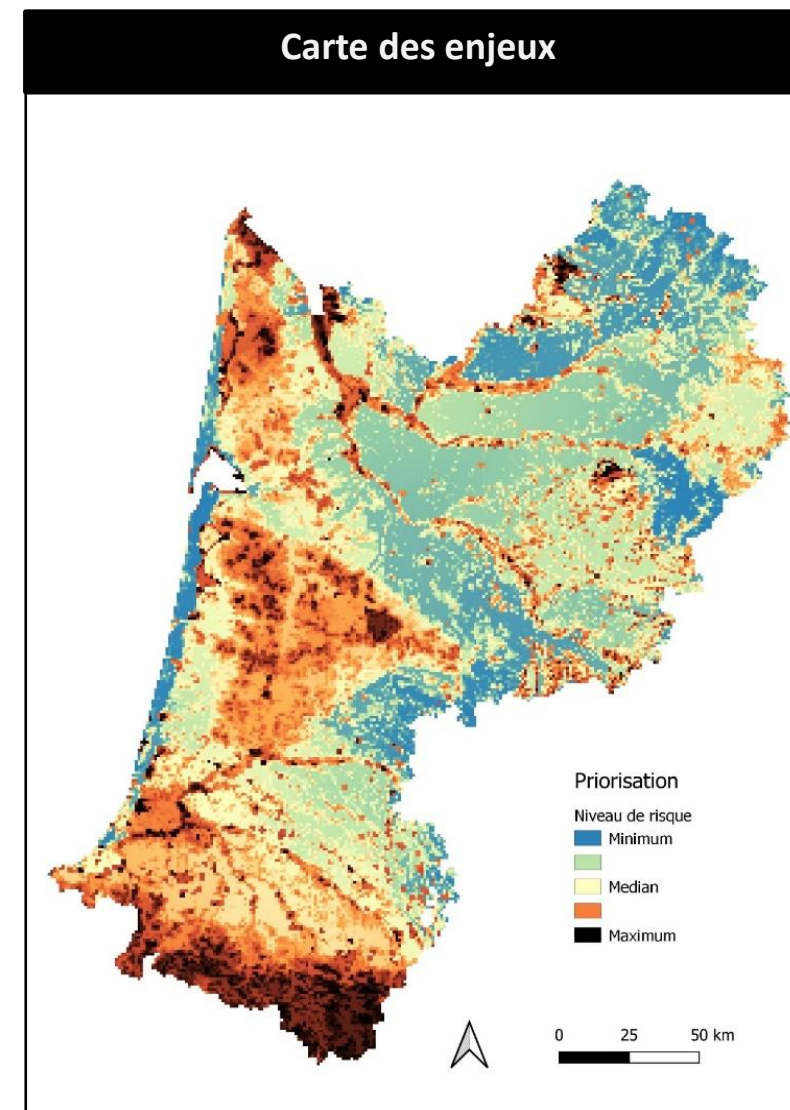 Carte des enjeux
Priorisation
Niveau de risque
Minimum
Median
Maximum
0 25 50 km